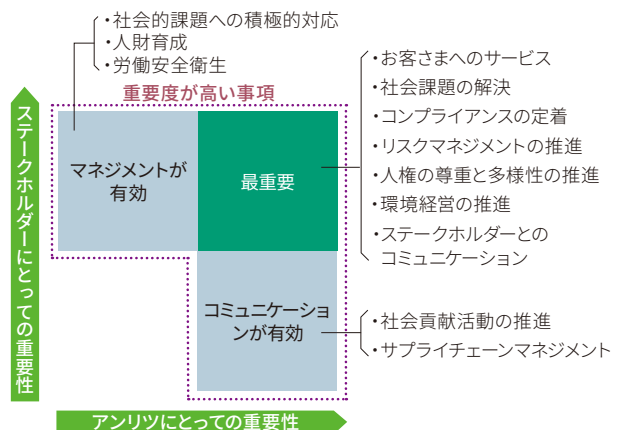 ・社会的課題への積極的対応
・人財育成
・労働安全衛生
重要度が高い事項
ステークホルダーにとっての重要性
マネジメントが
有効
最重要
コミュニケーショ
ンが有効
・お客さまへのサービス
・社会課題の解決
・コンプライアンスの定着
・リスクマネジメントの推進
・人権の尊重と多様性の推進
・環境経営の推進
・ステークホルダーとの
コミュニケーション
・社会貢献活動の推進
・サプライチェーンマネジメント
アンリツにとっての重要性